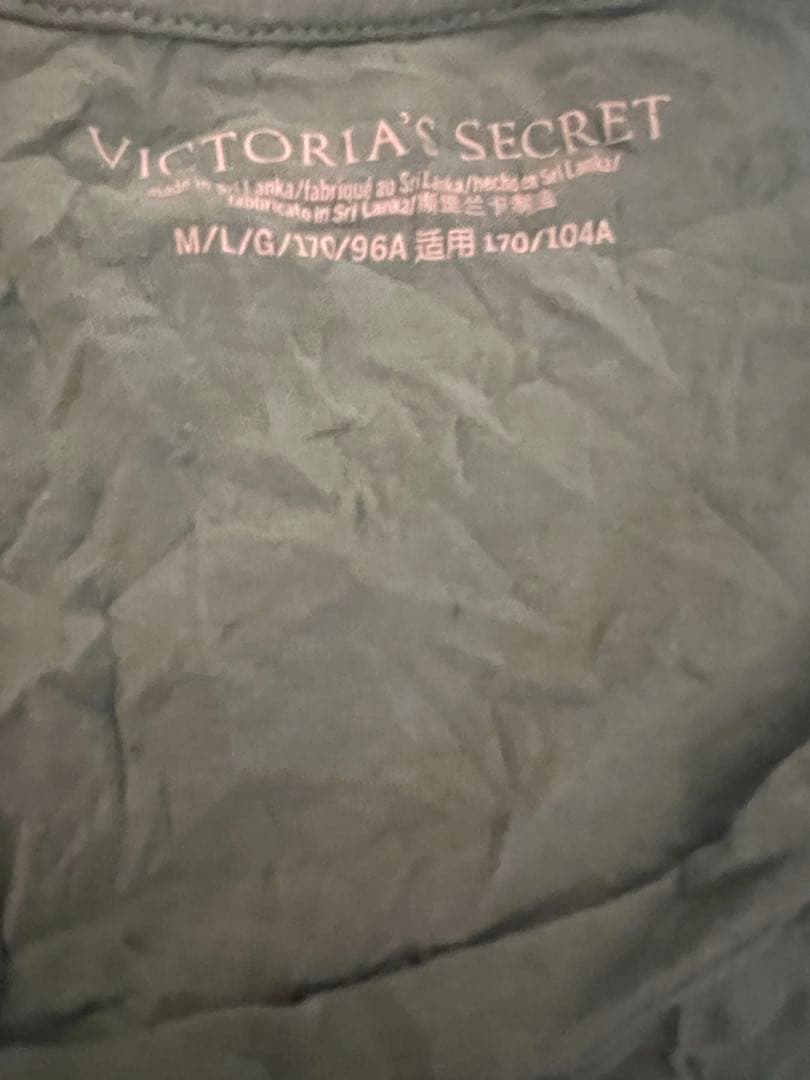 VICTORIA'S SECRET
made in Sri Lanka/fabriqué au Sri Lanka/hecho en Sri Lanka/
fabbricato in Sri Lanka/斯里兰卡制造
M/L/G/170/96A 适用 170/104A